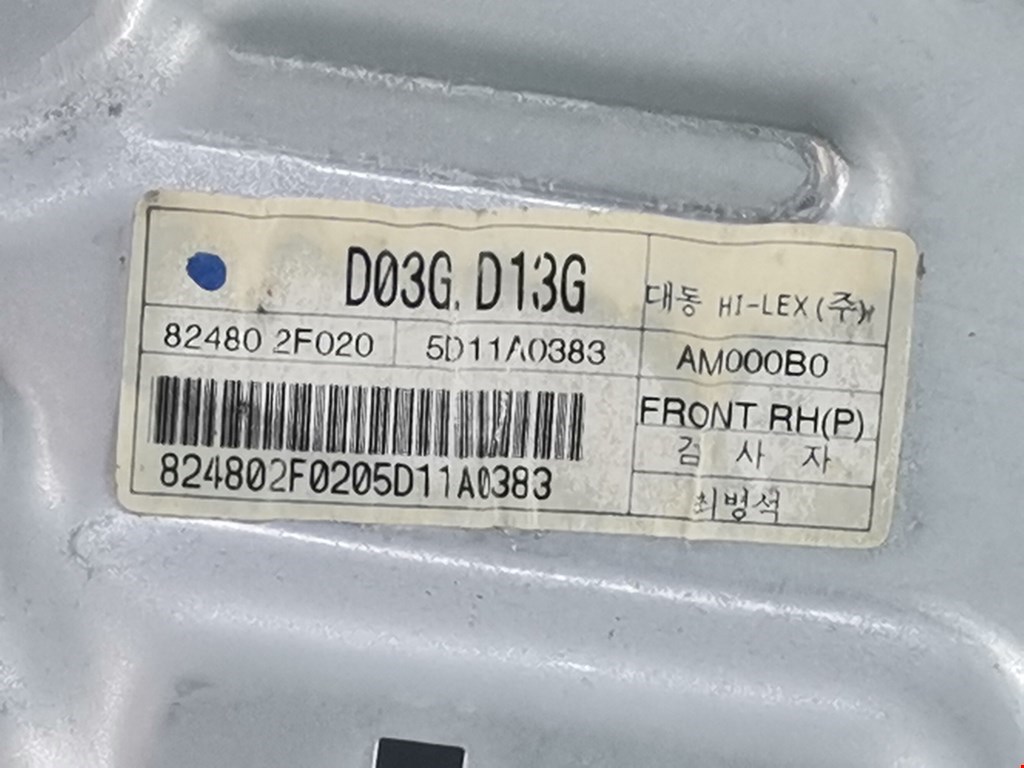 D03G. D13G
대동 HI-LEX(주)
82480 2F020
5D11A0383
AM000B0
FRONT RH(P)
검 사 자
824802F0205D11A0383
최병석